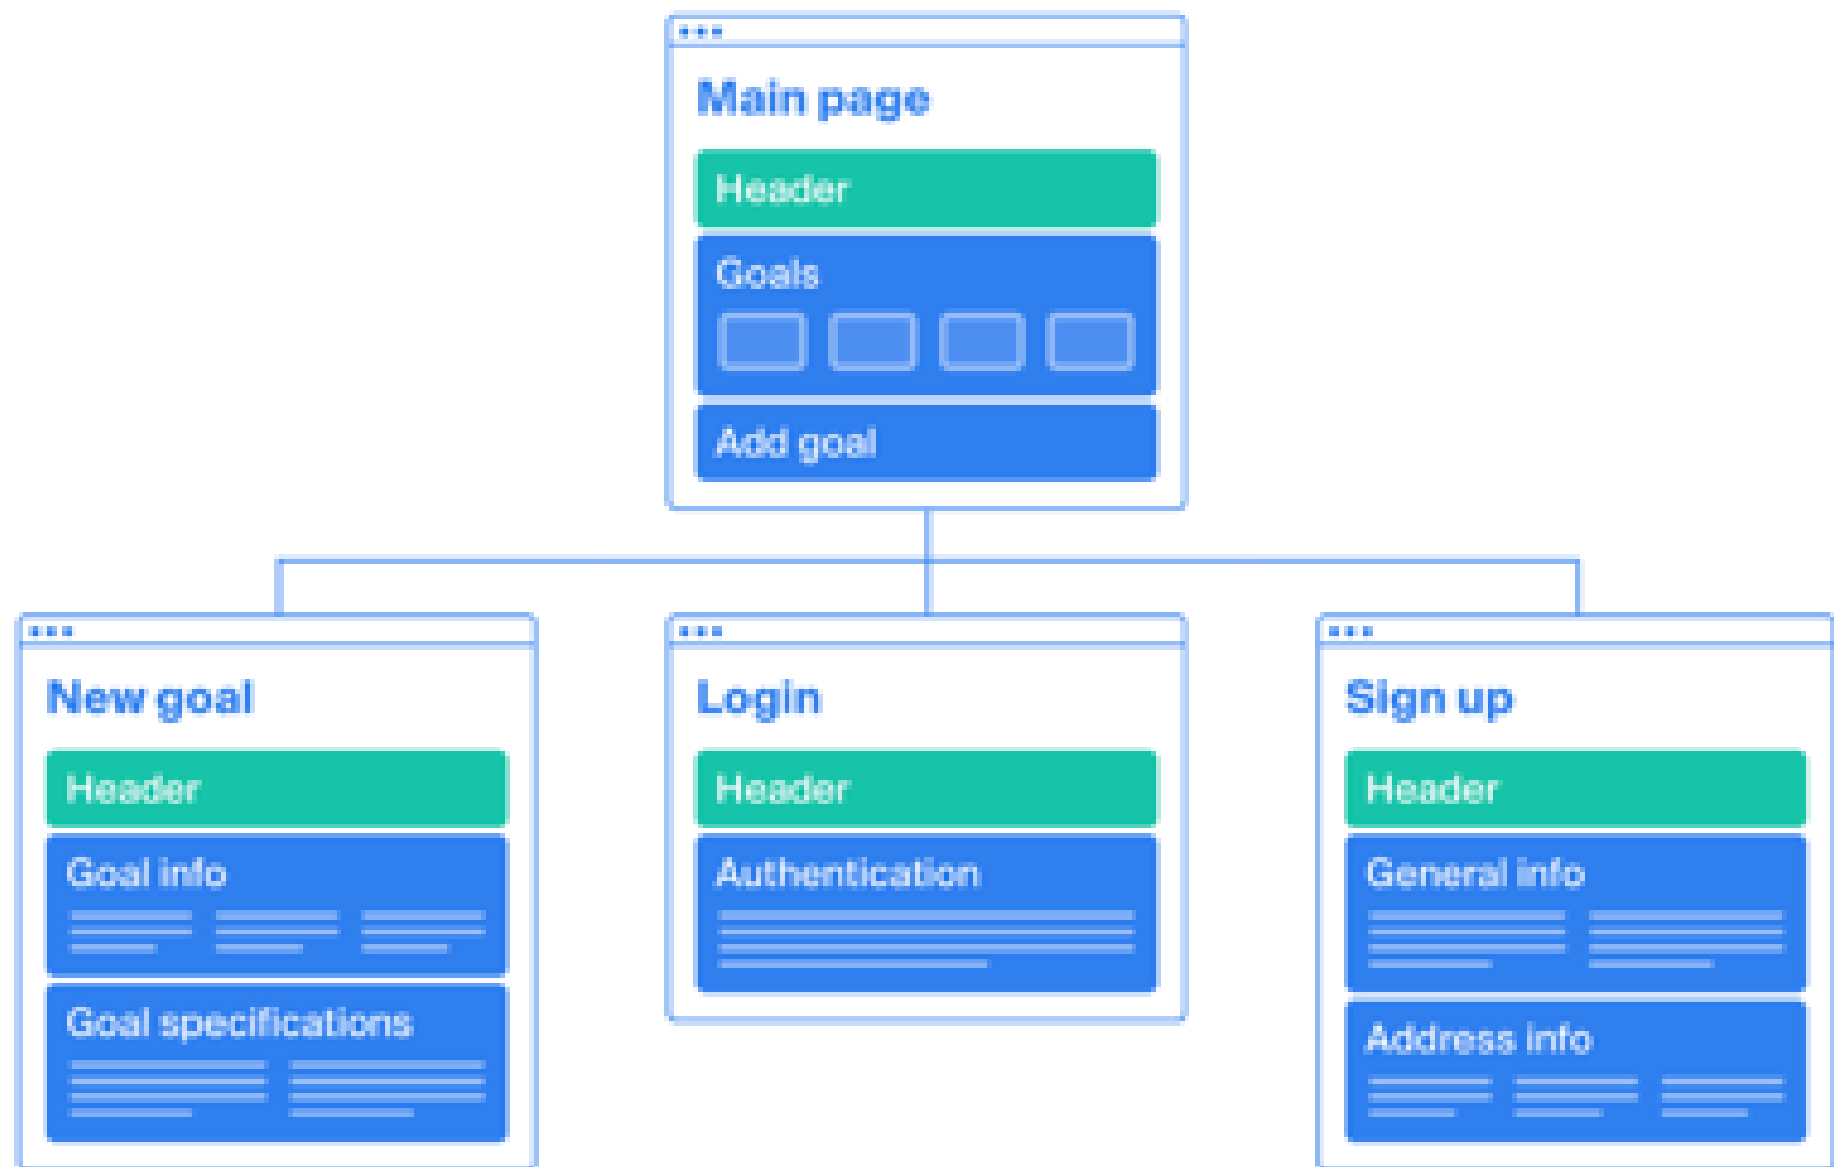 Main page
Header
Goals
Add goal
New goal
Header
Goal info
Goal specifications
Login
Header
Authentication
Sign up
Header
General info
Address info